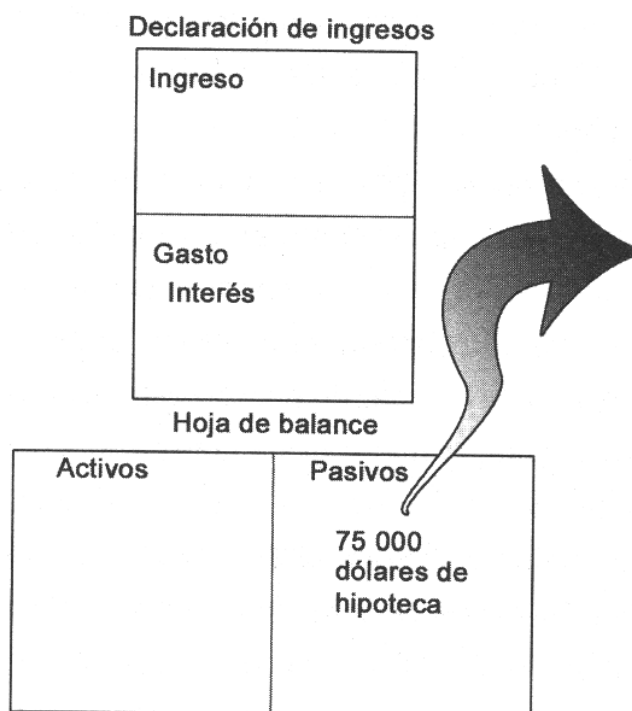 Declaración de ingresos
Ingreso
Gasto
Interés
Hoja de balance
Activos
Pasivos
75 000
dólares de
hipoteca